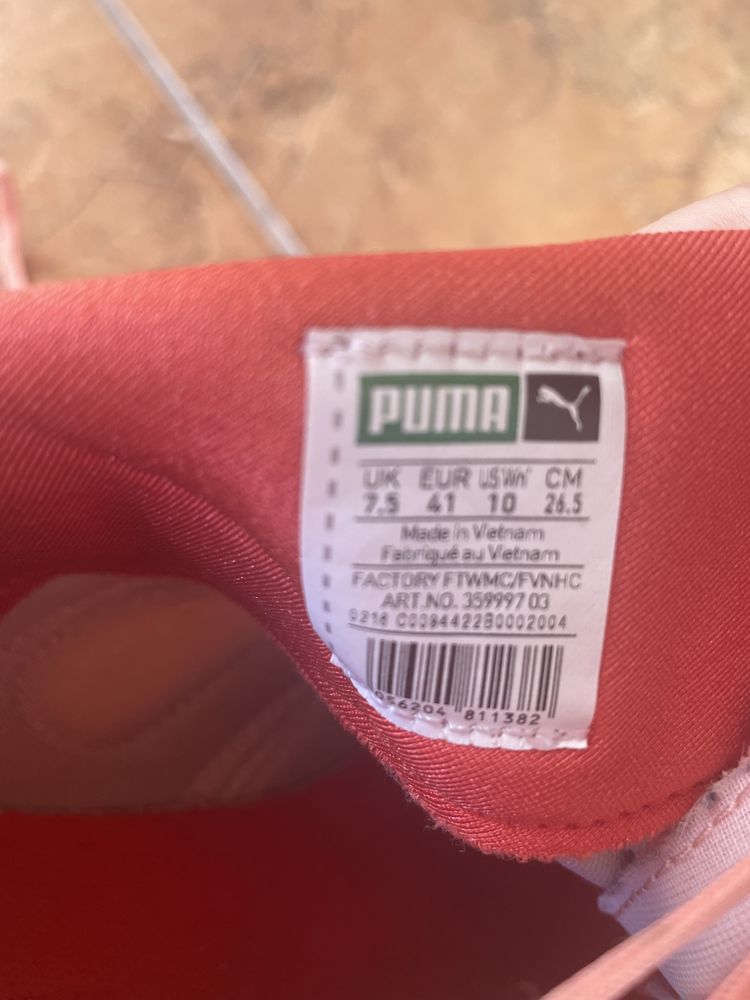 PUMA
UK EUR US Wn' CM
7.5 41 10 26.5
Made in Vietnam
Fabriqué au Vietnam
FACTORY FTWMC/FVNHC
ART.NO. 359997 03
0216 C0094422B0002004
056204 811382